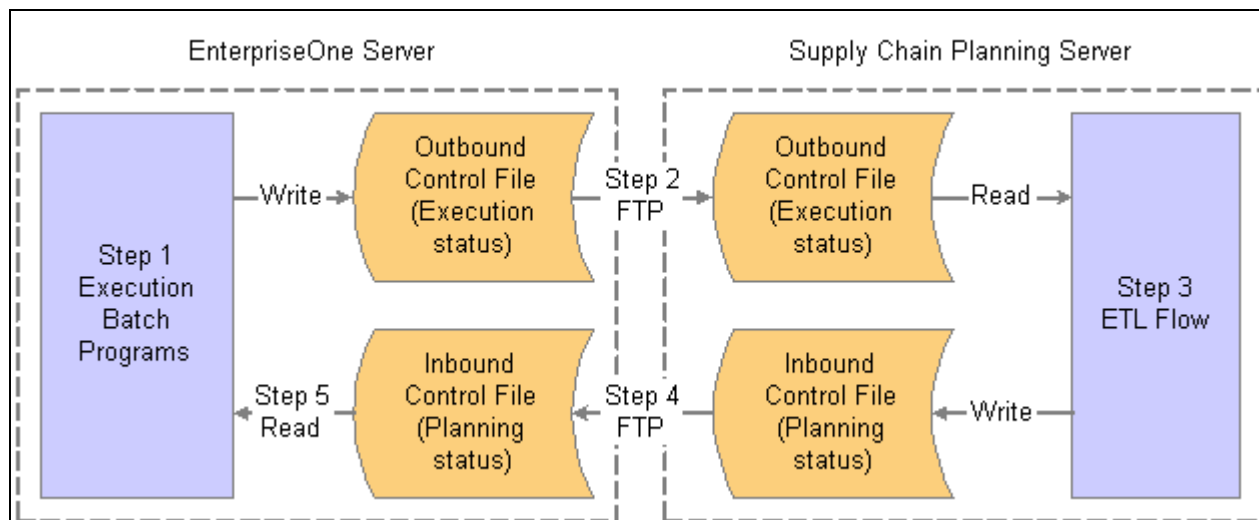 EnterpriseOne Server
Supply Chain Planning Server
Step 1
Execution
Batch
Programs
Write
Outbound
Control File
(Execution
status)
Step 2
FTP
Outbound
Control File
(Execution
status)
Read
Step 3
ETL Flow
Step 5
Read
Inbound
Control File
(Planning
status)
Step 4
FTP
Inbound
Control File
(Planning
status)
Write